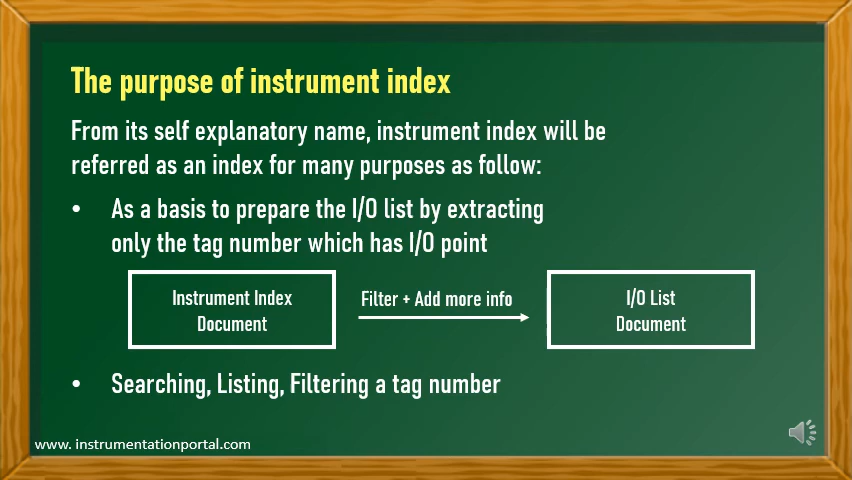 The purpose of instrument index
From its self explanatory name, instrument index will be
referred as an index for many purposes as follow:
• As a basis to prepare the I/O list by extracting
only the tag number which has I/O point
Instrument Index
Document
Filter + Add more info
I/O List
Document
• Searching, Listing, Filtering a tag number
www. instrumentationportal.com